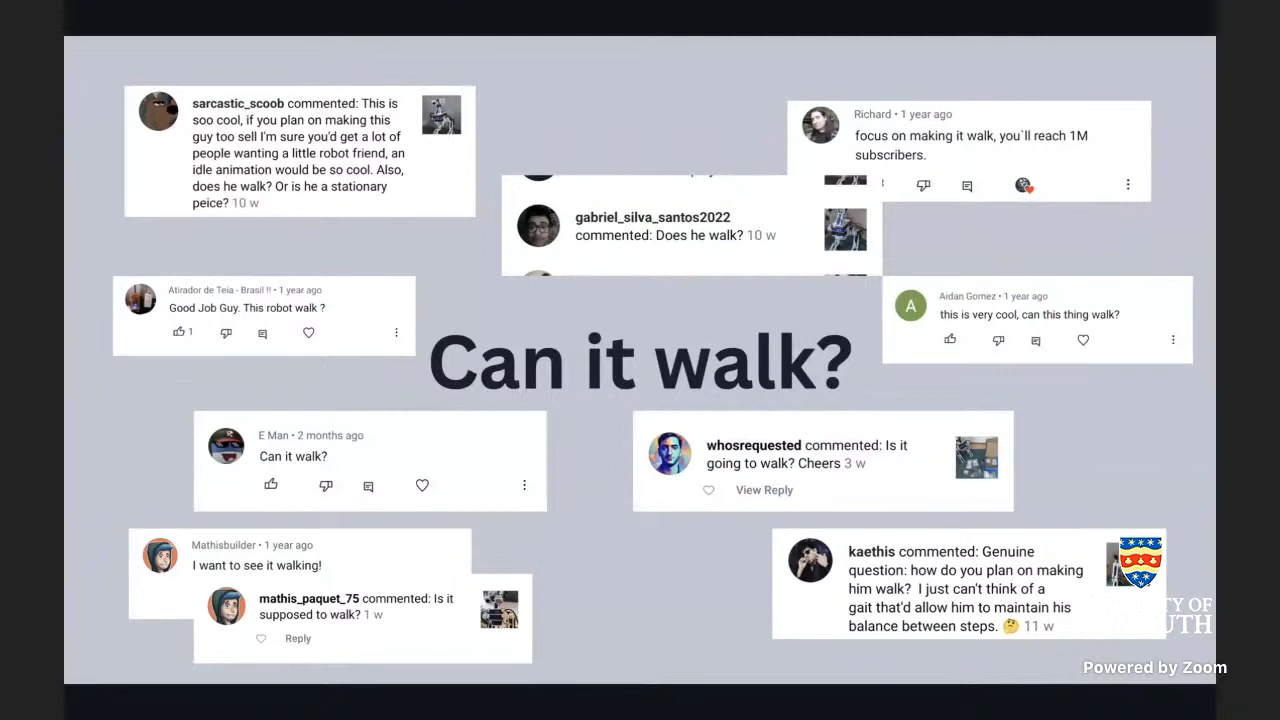 sarcastic_scoob commented: This is
soo cool, if you plan on making this
guy too sell I'm sure you'd get a lot of
people wanting a little robot friend, an
idle animation would be so cool. Also,
does he walk? Or is he a stationary
peice? 10 w
Richard • 1 year ago
focus on making it walk, you`ll reach 1M
subscribers.
gabriel_silva_santos2022
commented: Does he walk? 10 w
Atirador de Teia - Brasil !! • 1 year ago
Good Job Guy. This robot walk ?
1
A
Aidan Gomez • 1 year ago
this is very cool, can this thing walk?
Can it walk?
E Man • 2 months ago
Can it walk?
whosrequested commented: Is it
going to walk? Cheers 3 w
View Reply
Mathisbuilder • 1 year ago
I want to see it walking!
mathis_paquet_75 commented: Is it
supposed to walk? 1 w
Reply
kaethis commented: Genuine
question: how do you plan on making
him walk? I just can't think of a
gait that'd allow him to maintain his
balance between steps. 🤔 11 w
Powered by Zoom